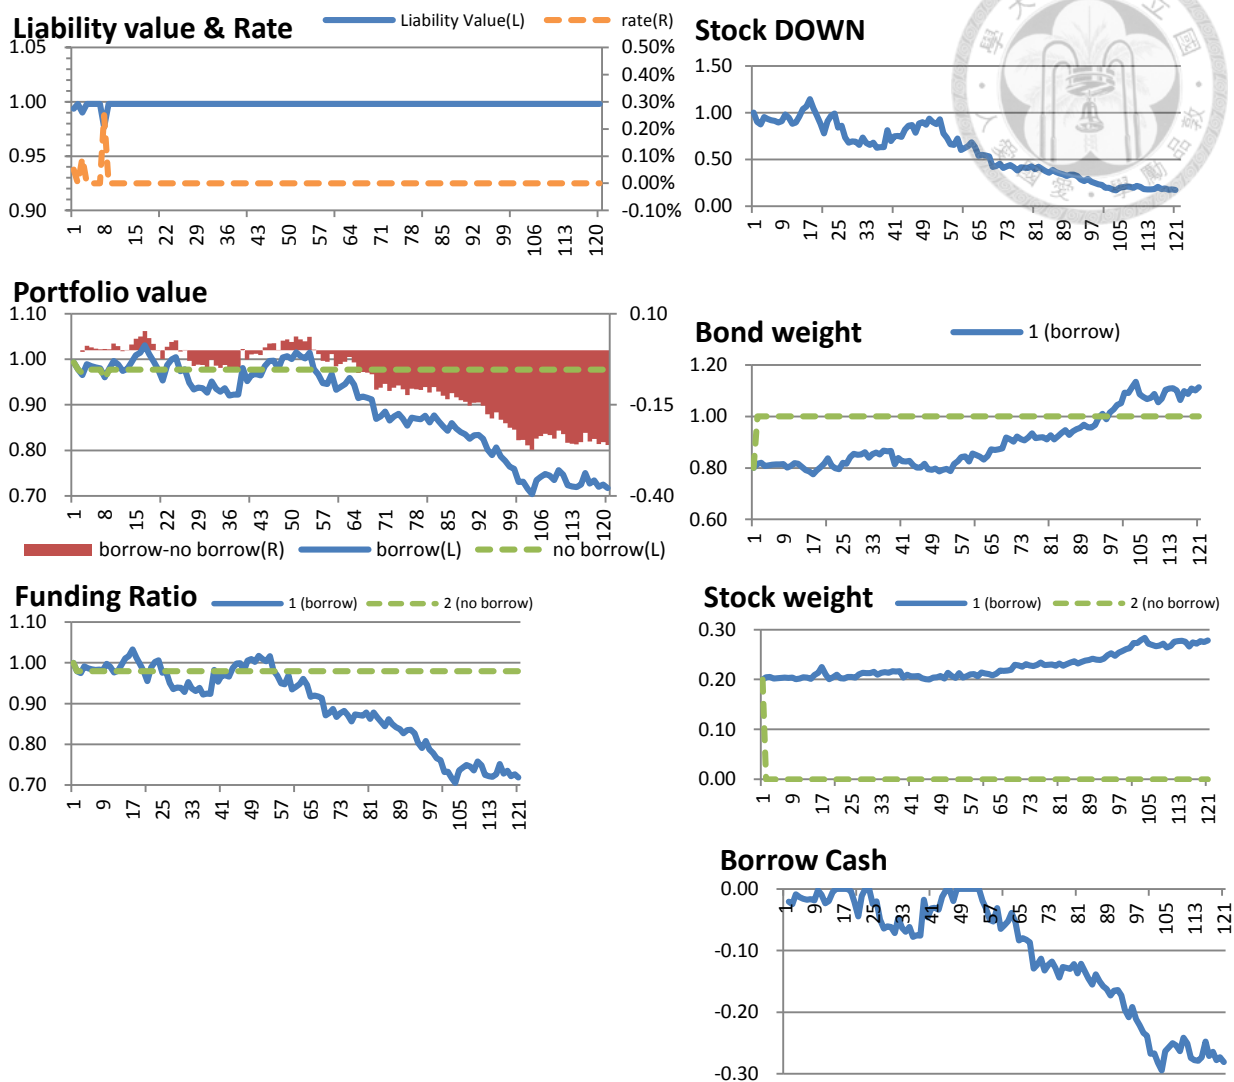 Liability value & Rate
Liability Value(L) rate(R)
1.05
1.00
0.95
0.90
0.50%
0.40%
0.30%
0.20%
0.10%
0.00%
-0.10%
1 8 15 22 29 36 43 50 57 64 71 78 85 92 99 106 113 120
Stock DOWN
1.50
1.00
0.50
0.00
1 9 17 25 33 41 49 57 65 73 81 89 97 105 113 121
Portfolio value
1.10
1.00
0.90
0.80
0.70
0.10
-0.15
-0.40
1 8 15 22 29 36 43 50 57 64 71 78 85 92 99 106 113 120
borrow-no borrow(R) borrow(L) no borrow(L)
Bond weight
1 (borrow)
1.20
1.00
0.80
0.60
1 9 17 25 33 41 49 57 65 73 81 89 97 105 113 121
Funding Ratio
1 (borrow) 2 (no borrow)
1.10
1.00
0.90
0.80
0.70
1 9 17 25 33 41 49 57 65 73 81 89 97 105 113 121
Stock weight
1 (borrow) 2 (no borrow)
0.30
0.20
0.10
0.00
1 9 17 25 33 41 49 57 65 73 81 89 97 105 113 121
Borrow Cash
0.00
-0.10
-0.20
-0.30
1 9 17 25 33 41 49 57 65 73 81 89 97 105 113 121